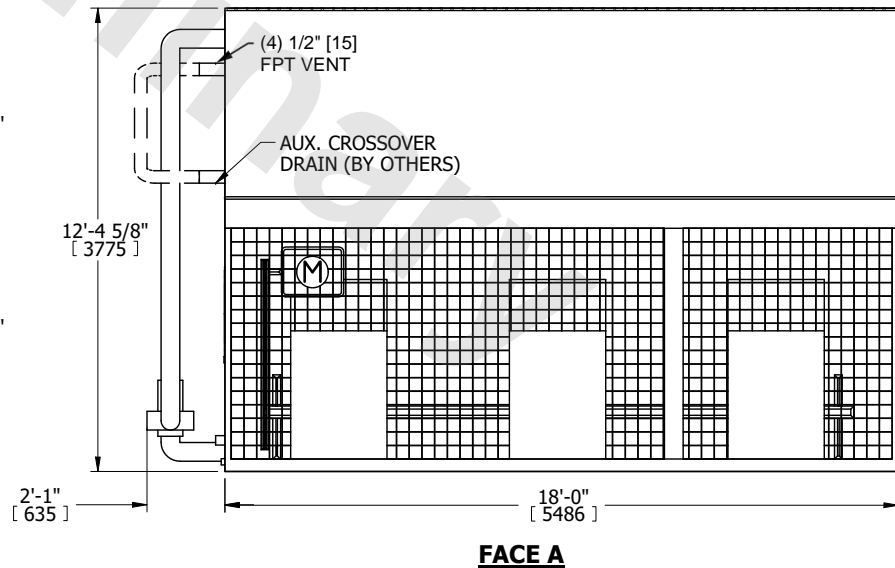 (4) 1/2" [15]
FPT VENT
AUX. CROSSOVER
DRAIN (BY OTHERS)
12'-4 5/8"
[ 3775 ]
M
2'-1"
[ 635 ]
18'-0"
[ 5486 ]
FACE A